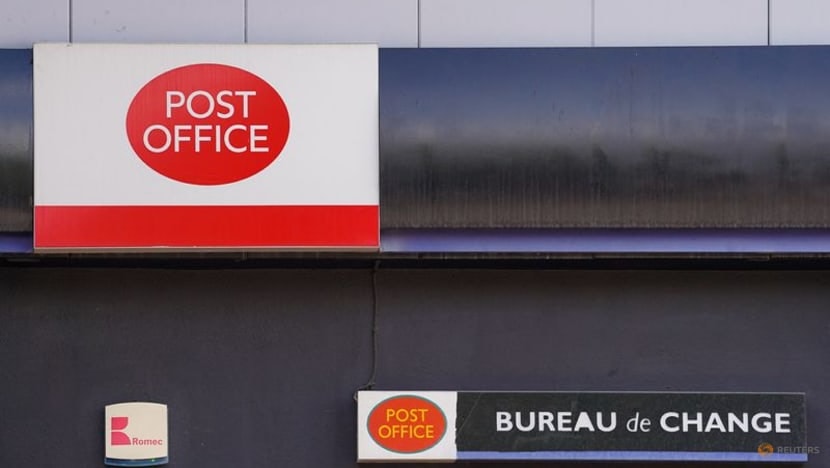 POST
OFFICE
Romec
POST
OFFICE
BUREAU de CHANGE
REUTERS